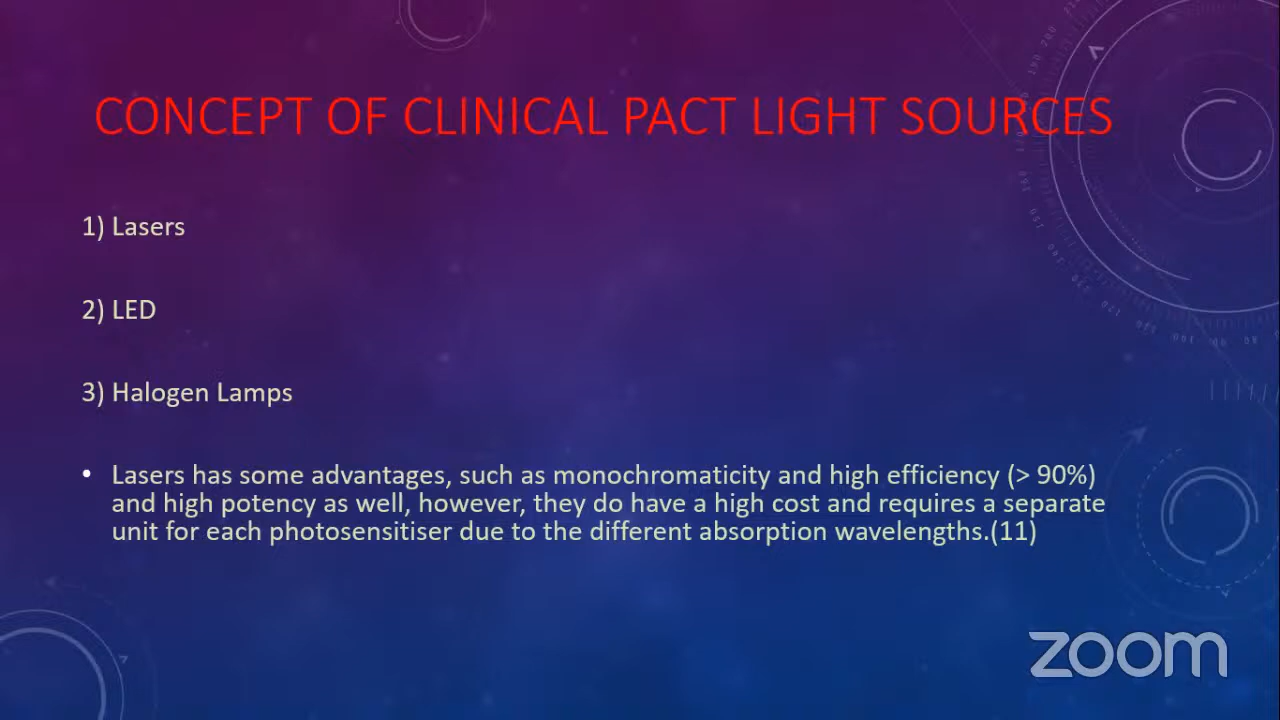 CONCEPT OF CLINICAL PACT LIGHT SOURCES
1) Lasers
2) LED
3) Halogen Lamps
• Lasers has some advantages, such as monochromaticity and high efficiency (> 90%)
and high potency as well, however, they do have a high cost and requires a separate
unit for each photosensitiser due to the different absorption wavelengths.(11)
zoom